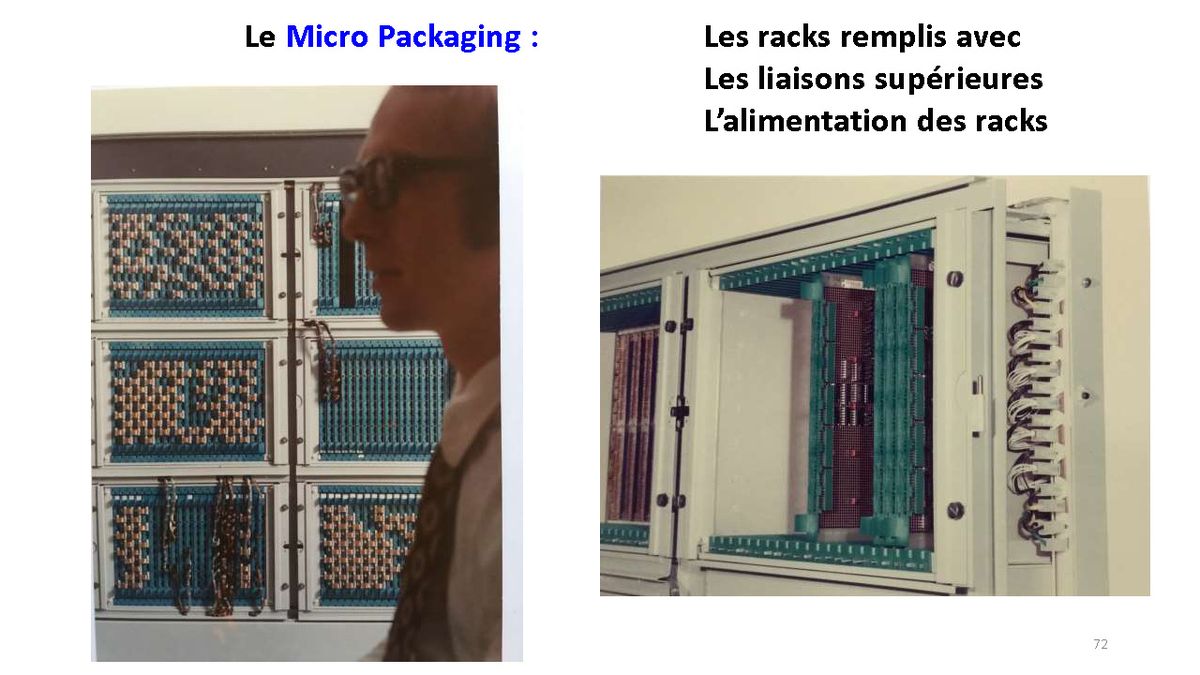 Le Micro Packaging :
Les racks remplis avec
Les liaisons supérieures
L’alimentation des racks
72